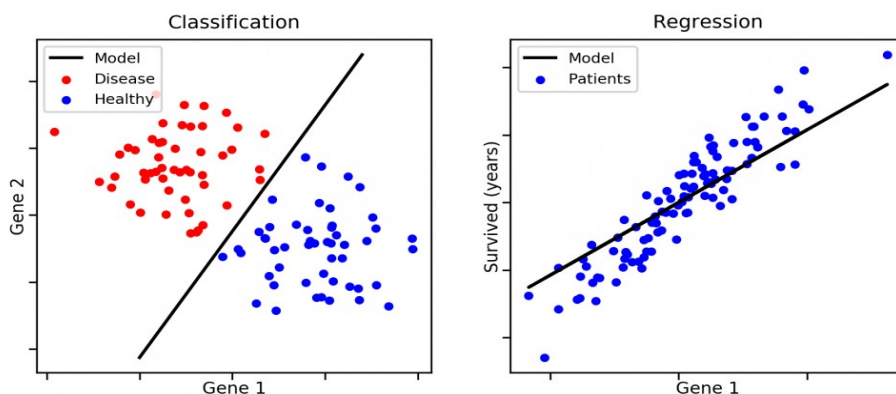 Classification
Model
Disease
Healthy
Gene 2
Gene 1
Regression
Model
Patients
Survived (years)
Gene 1